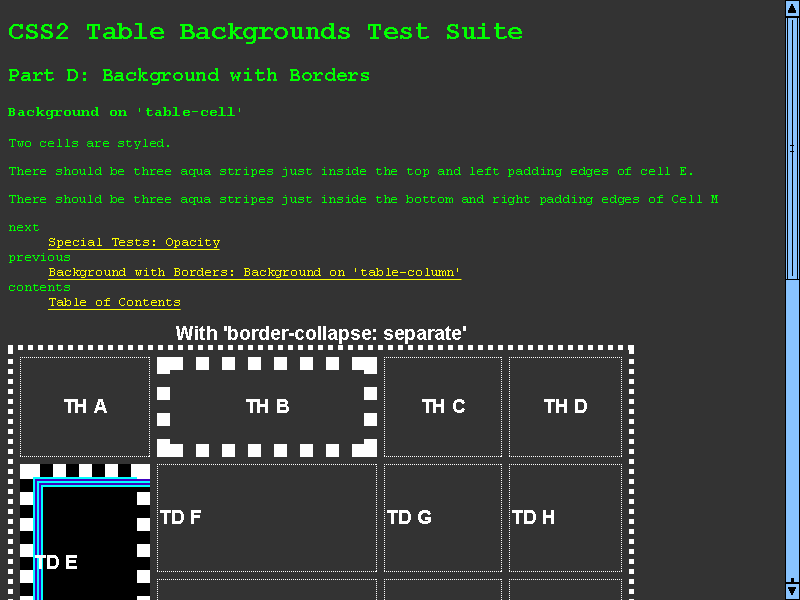 CSS2 Table Backgrounds Test Suite
Part D: Background with Borders
Background on 'table-cell'
Two cells are styled.
There should be three aqua stripes just inside the top and left padding edges of cell E.
There should be three aqua stripes just inside the bottom and right padding edges of Cell M
next
Special Tests: Opacity
previous
Background with Borders: Background on 'table-column'
contents
Table of Contents
With 'border-collapse: separate'
TH A TH B TH C TH D
TD F TD G TD H
TD E